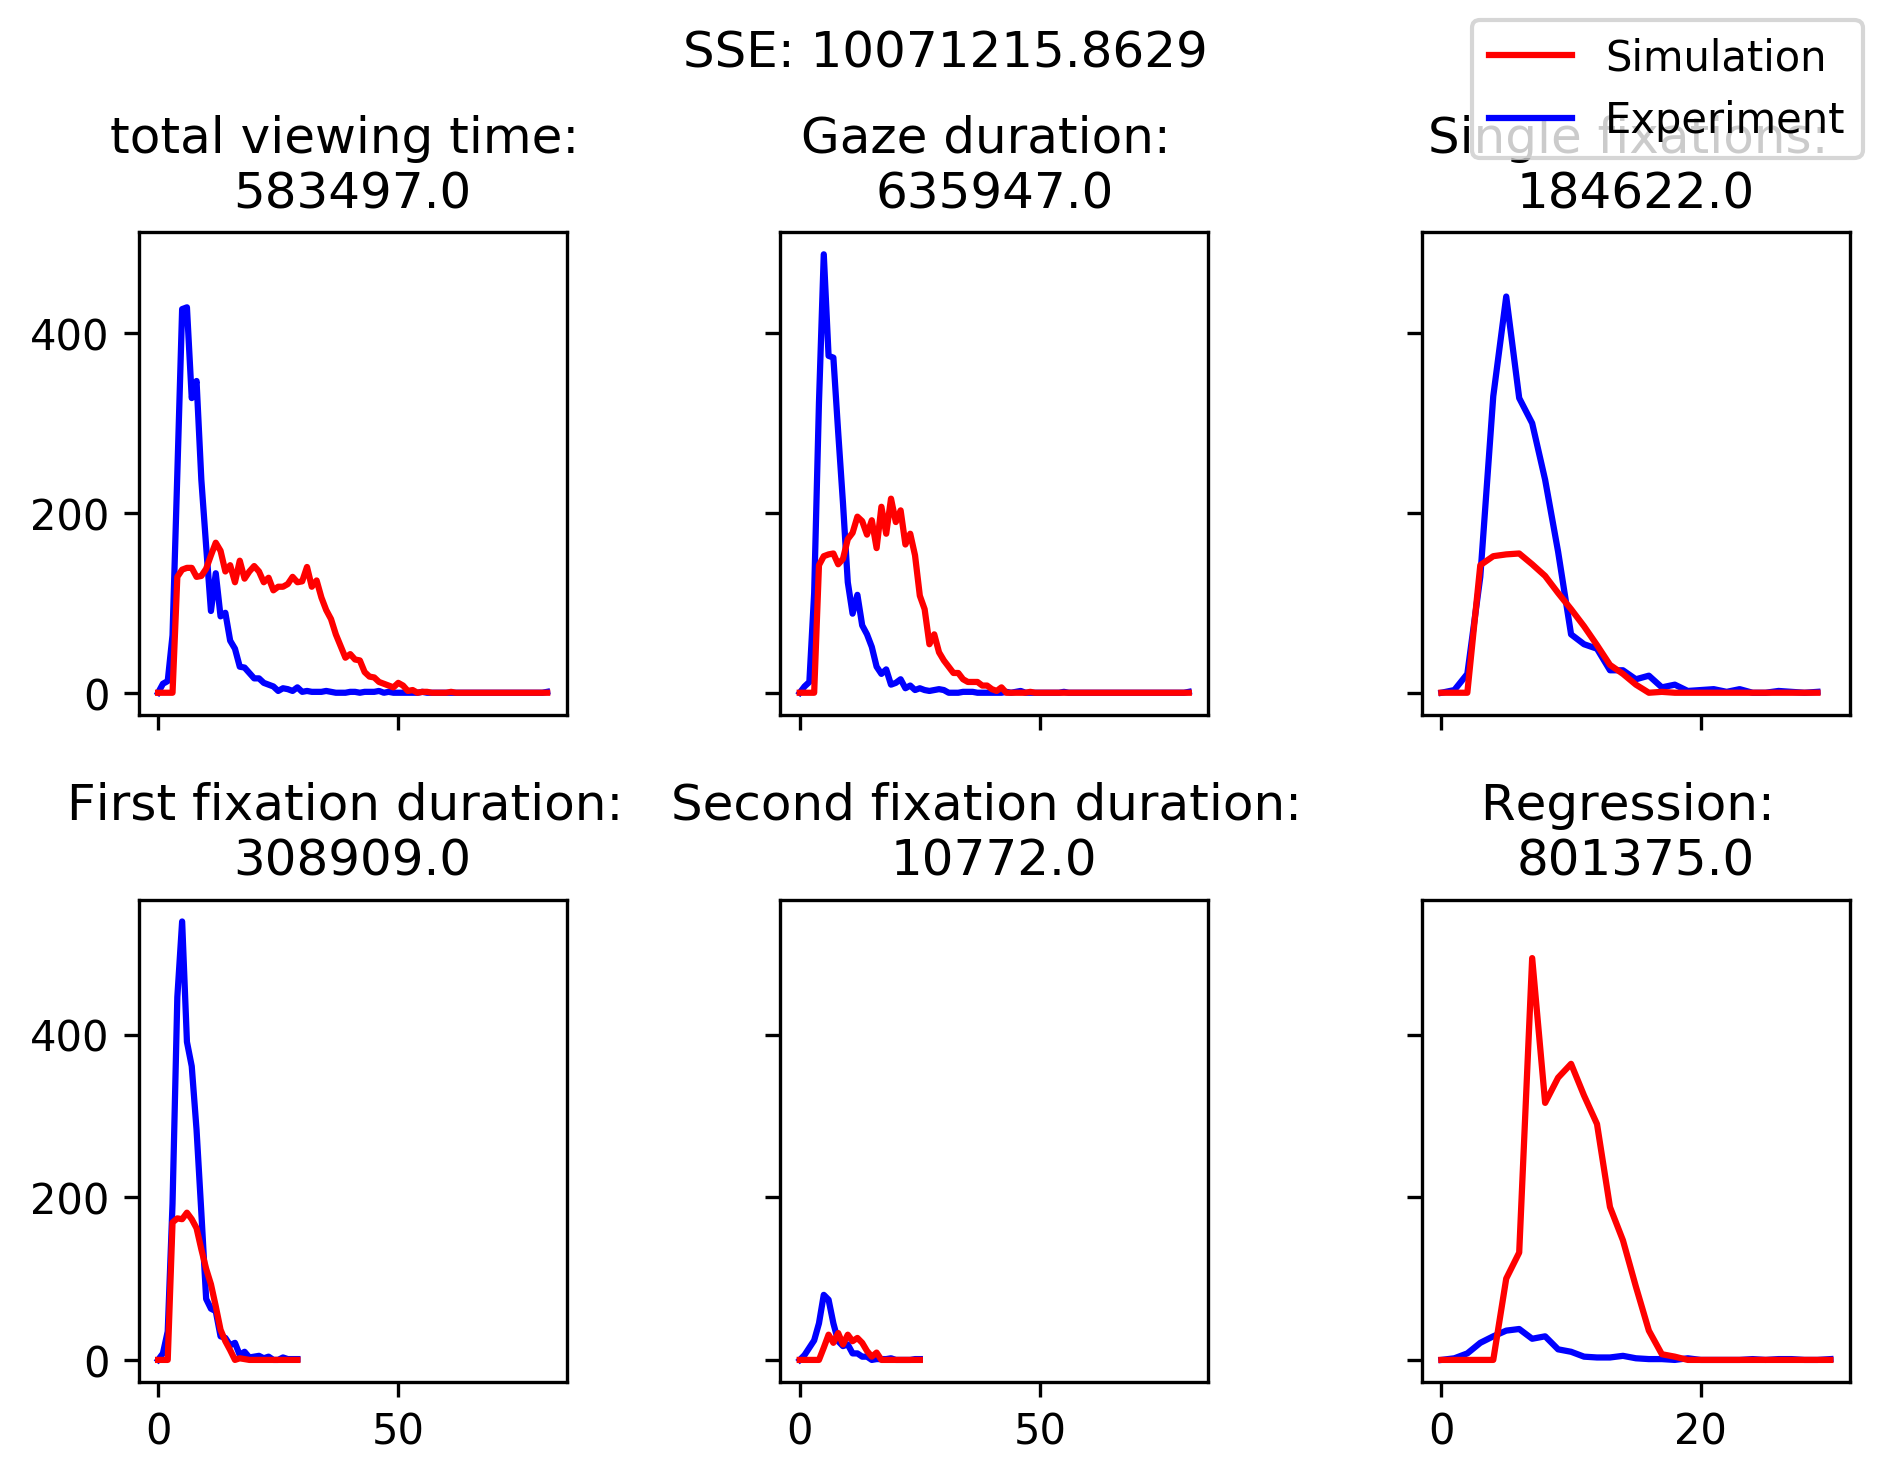 SSE: 10071215.8629
Simulation
Experiment
total viewing time:
583497.0
Gaze duration:
635947.0
Single fixations:
184622.0
400
200
0
0
50
0
50
0
20
First fixation duration:
308909.0
Second fixation duration:
10772.0
Regression:
801375.0
400
200
0